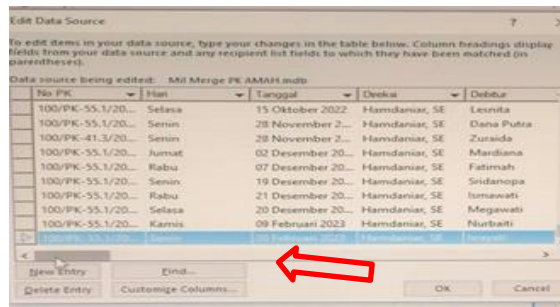 Edit Data Source ?
To edit items in your data source, type your changes in the table below. Column headings display
fields from your data source and any recipient list fields to which they have been matched (in
parentheses).
Data source being edited: Mil Merge PK AMAH.mdb
No PK Hari Tanggal Direksi Debitur
100/PK-55.1/20... Selasa 15 Oktober 2022 Hamdaniar, SE Lesnita
100/PK-55.1/20... Senin 28 November 2... Hamdaniar, SE Dana Putra
100/PK-41.3/20... Senin 28 November 2... Hamdaniar, SE Zuraida
100/PK-55.1/20... Jumat 02 Desember 20... Hamdaniar, SE Mardiana
100/PK-55.1/20... Rabu 07 Desember 20... Hamdaniar, SE Fatimah
100/PK-55.1/20... Senin 19 Desember 20... Hamdaniar, SE Sridanopa
100/PK-55.1/20... Rabu 21 Desember 20... Hamdaniar, SE Ismawati
100/PK-55.1/20... Selasa 20 Desember 20... Hamdaniar, SE Megawati
100/PK-55.1/20... Kamis 09 Februari 2023 Hamdaniar, SE Nurbaiti
100/PK-55.1/20... Senin 20 Februari 2023 Hamdaniar, SE
New Entry Find...
Delete Entry Customize Columns... OK Cancel